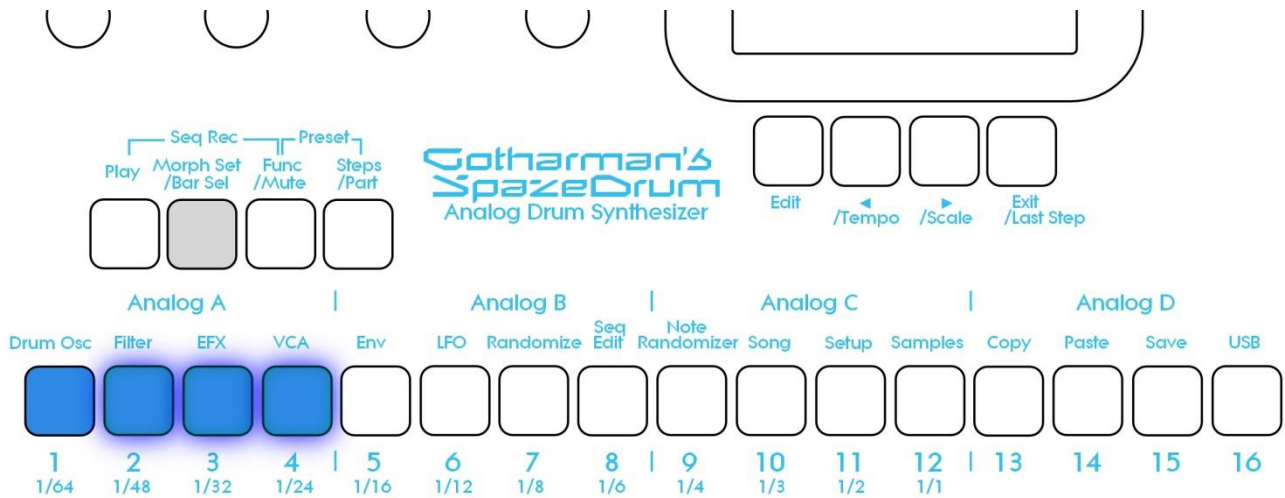 Seq Rec Preset
Play Morph Set /Bar Sel Func /Mute Steps /Part
Gotharman's
SpazeDrum
Analog Drum Synthesizer
Edit ◄ /Tempo ► /Scale Exit /Last Step
Analog A | Analog B | Analog C | Analog D
Drum Osc Filter EFX VCA Env LFO Randomize Seq Edit Note Randomizer Song Setup Samples Copy Paste Save USB
1 2 3 4 | 5 6 7 8 | 9 10 11 12 | 13 14 15 16
1/64 1/48 1/32 1/24 1/16 1/12 1/8 1/6 1/4 1/3 1/2 1/1